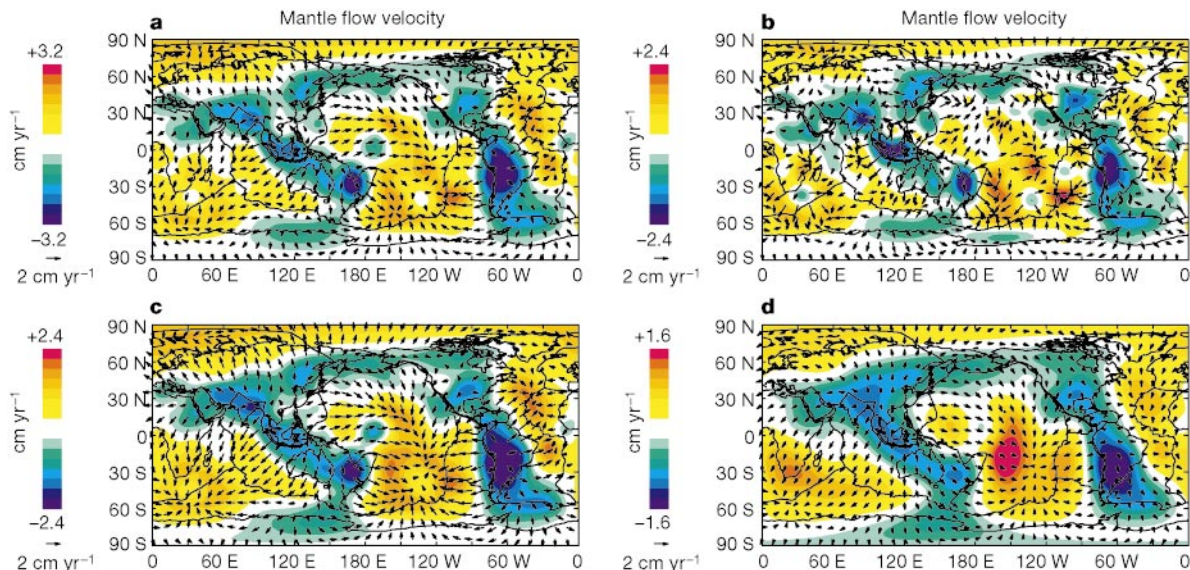 a Mantle flow velocity
+3.2
cm yr⁻¹
−3.2
2 cm yr⁻¹
90 N
60 N
30 N
0
30 S
60 S
90 S
0 60 E 120 E 180 E 120 W 60 W 0
b Mantle flow velocity
+2.4
cm yr⁻¹
−2.4
2 cm yr⁻¹
90 N
60 N
30 N
0
30 S
60 S
90 S
0 60 E 120 E 180 E 120 W 60 W 0
c
+2.4
cm yr⁻¹
−2.4
2 cm yr⁻¹
90 N
60 N
30 N
0
30 S
60 S
90 S
0 60 E 120 E 180 E 120 W 60 W 0
d
+1.6
cm yr⁻¹
−1.6
2 cm yr⁻¹
90 N
60 N
30 N
0
30 S
60 S
90 S
0 60 E 120 E 180 E 120 W 60 W 0